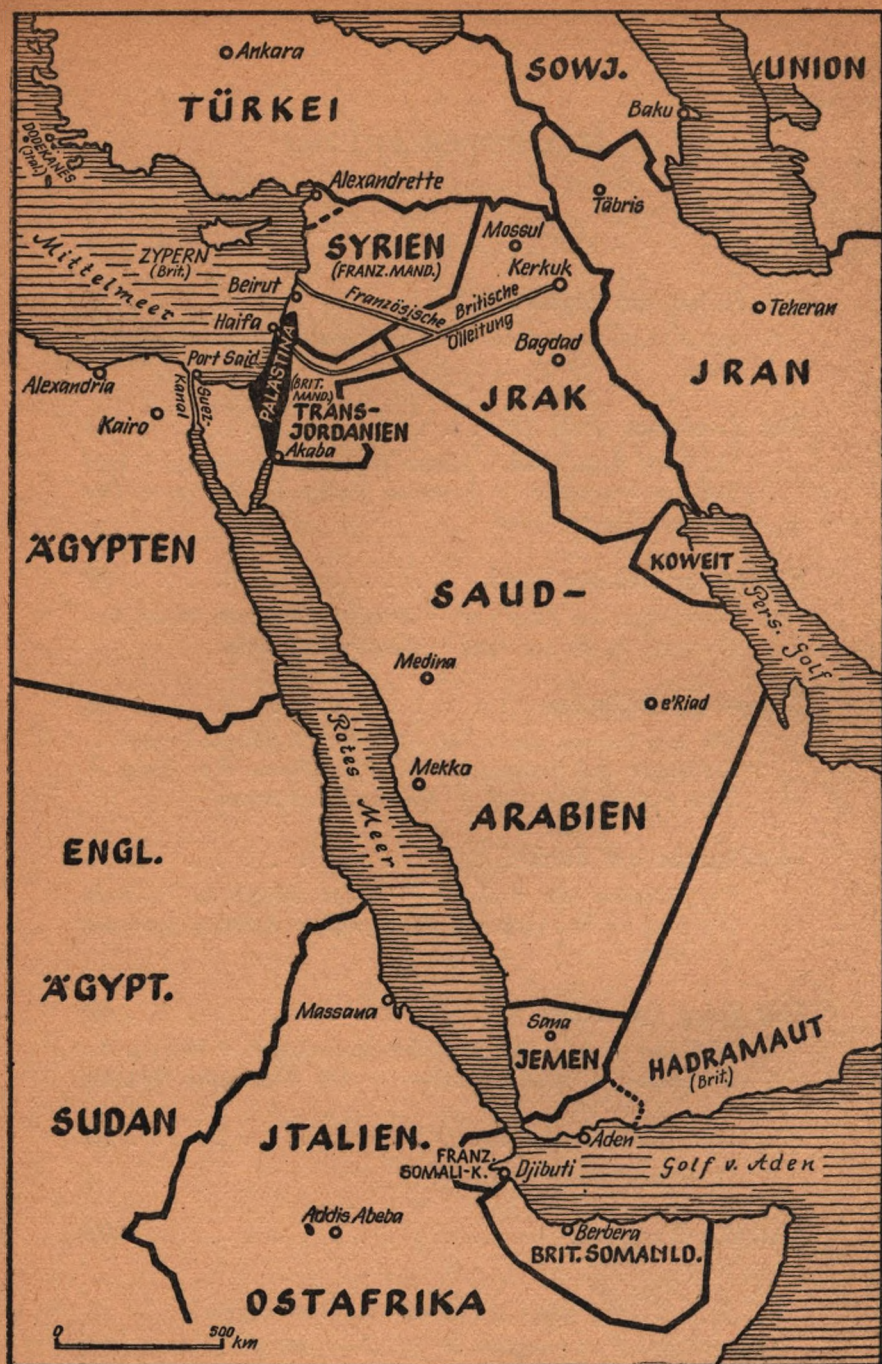 Ankara
SOWJ. UNION
TÜRKEI
Baku
DODEKANES
(Jtal.)
Alexandrette
Täbris
Mittelmeer
ZYPERN
(Brit.)
SYRIEN
(FRANZ. MAND.)
Mossul
Kerkuk
Beirut
Französische
Britische
Ölleitung
Teheran
Haifa
Port Said
PALÄSTINA
Bagdad
JRAN
Alexandria
Kanal
Suez-
(BRIT.
MAND.)
JRAK
Kairo
TRANS-
JORDANIEN
Akaba
ÄGYPTEN
KOWEIT
SAUD-
Pers. Golf
Medina
e'Riad
Rotes Meer
Mekka
ARABIEN
ENGL.
ÄGYPT.
Massaua
Sana
JEMEN
HADRAMAUT
(Brit.)
SUDAN
JTALIEN.
Aden
FRANZ.
SOMALI-K.
Djibuti
Golf v. Aden
Addis Abeba
Berbera
BRIT. SOMALILD.
OSTAFRIKA
0 500 km